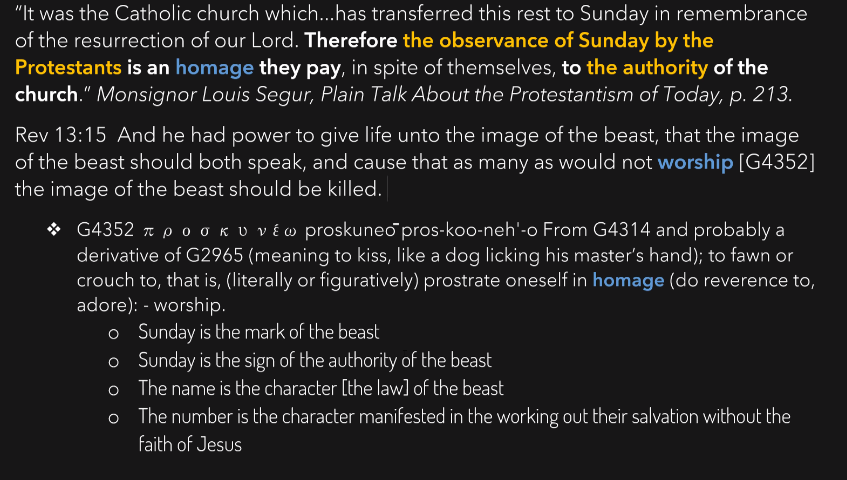 “It was the Catholic church which...has transferred this rest to Sunday in remembrance
of the resurrection of our Lord. Therefore the observance of Sunday by the
Protestants is an homage they pay, in spite of themselves, to the authority of the
church.” Monsignor Louis Segur, Plain Talk About the Protestantism of Today, p. 213.
Rev 13:15 And he had power to give life unto the image of the beast, that the image
of the beast should both speak, and cause that as many as would not worship [G4352]
the image of the beast should be killed.
❖ G4352 π ρ ο σ κ υ ν έ ω proskuneō pros-koo-neh'-o From G4314 and probably a
derivative of G2965 (meaning to kiss, like a dog licking his master’s hand); to fawn or
crouch to, that is, (literally or figuratively) prostrate oneself in homage (do reverence to,
adore): - worship.
o Sunday is the mark of the beast
o Sunday is the sign of the authority of the beast
o The name is the character [the law] of the beast
o The number is the character manifested in the working out their salvation without the
faith of Jesus